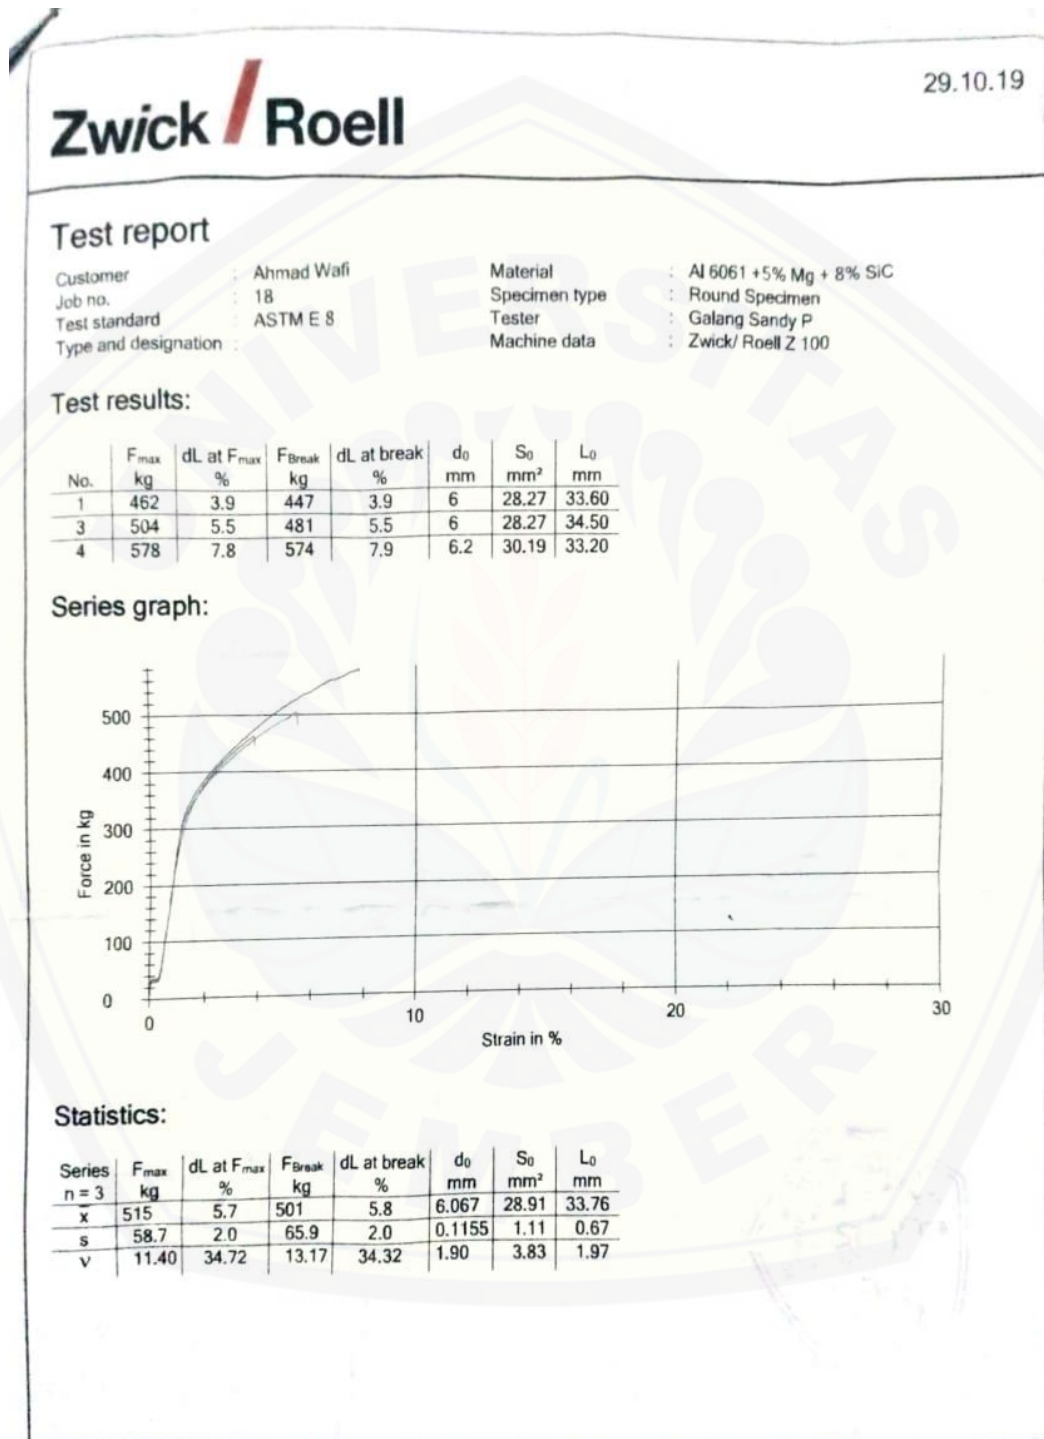 29.10.19
Zwick / Roell
Test report
Customer : Ahmad Wafi
Job no. : 18
Test standard : ASTM E 8
Type and designation :
Material : Al 6061 +5% Mg + 8% SiC
Specimen type : Round Specimen
Tester : Galang Sandy P
Machine data : Zwick/ Roell Z 100
Test results:
No. | Fmax kg | dL at Fmax % | FBreak kg | dL at break % | d0 mm | S0 mm² | L0 mm
1 462 3.9 447 3.9 6 28.27 33.60
3 504 5.5 481 5.5 6 28.27 34.50
4 578 7.8 574 7.9 6.2 30.19 33.20
Series graph:
Force in kg
500
400
300
200
100
0
0 10 20 30
Strain in %
Statistics:
Series n = 3 | Fmax kg | dL at Fmax % | FBreak kg | dL at break % | d0 mm | S0 mm² | L0 mm
x̄ 515 5.7 501 5.8 6.067 28.91 33.76
s 58.7 2.0 65.9 2.0 0.1155 1.11 0.67
ν 11.40 34.72 13.17 34.32 1.90 3.83 1.97
UNIVERSITAS
JEMBER